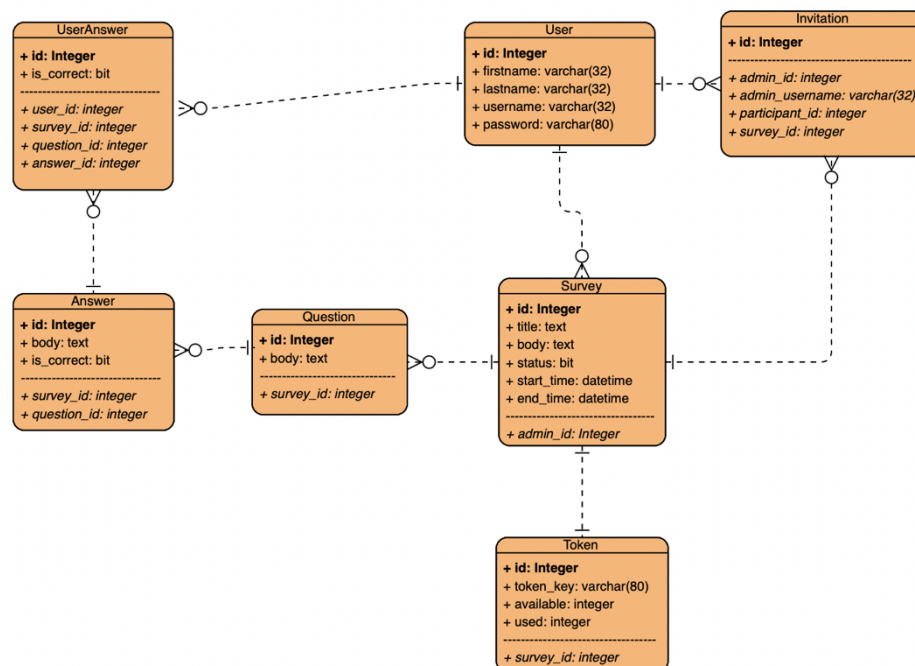 UserAnswer
+ id: Integer
+ is_correct: bit
+ user_id: integer
+ survey_id: integer
+ question_id: integer
+ answer_id: integer
User
+ id: Integer
+ firstname: varchar(32)
+ lastname: varchar(32)
+ username: varchar(32)
+ password: varchar(80)
Invitation
+ id: Integer
+ admin_id: integer
+ admin_username: varchar(32)
+ participant_id: integer
+ survey_id: integer
Answer
+ id: Integer
+ body: text
+ is_correct: bit
+ survey_id: integer
+ question_id: integer
Question
+ id: Integer
+ body: text
+ survey_id: integer
Survey
+ id: Integer
+ title: text
+ body: text
+ status: bit
+ start_time: datetime
+ end_time: datetime
+ admin_id: Integer
Token
+ id: Integer
+ token_key: varchar(80)
+ available: integer
+ used: integer
+ survey_id: integer